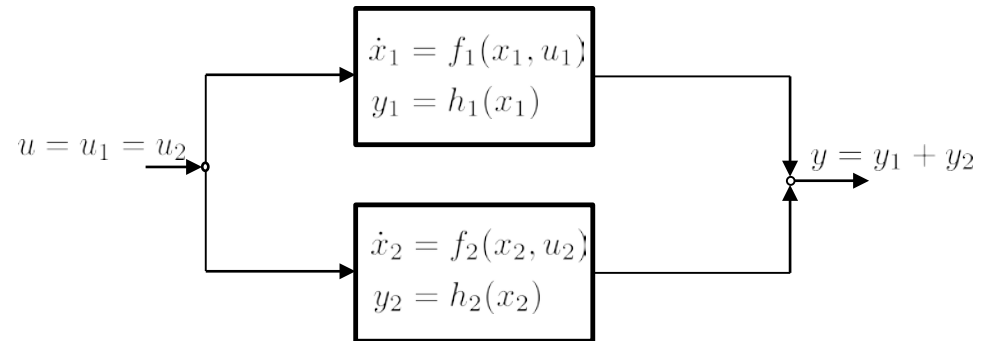 ẋ₁ = f₁(x₁, u₁)
y₁ = h₁(x₁)
u = u₁ = u₂
y = y₁ + y₂
ẋ₂ = f₂(x₂, u₂)
y₂ = h₂(x₂)